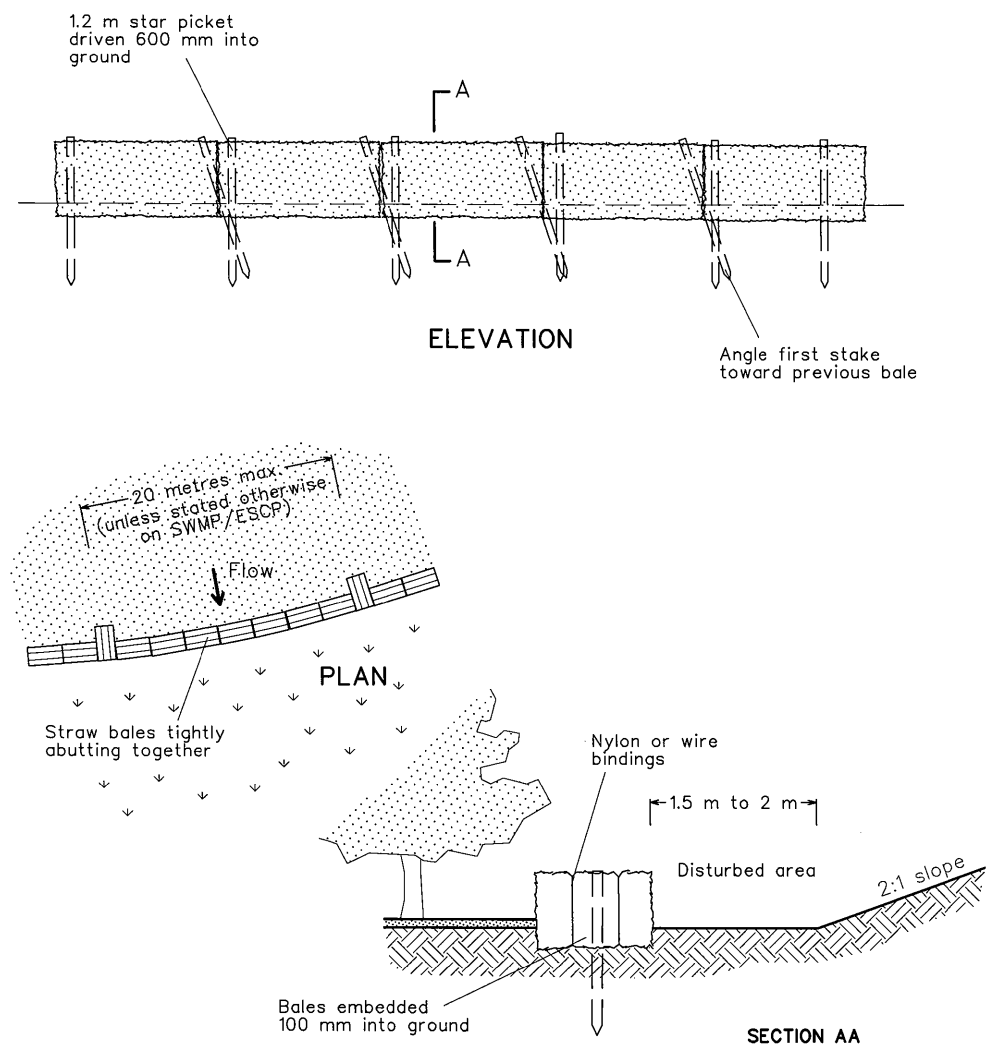 1.2 m star picket
driven 600 mm into
ground
A
A
ELEVATION
Angle first stake
toward previous bale
20 metres max.
(unless stated otherwise
on SWMP/ESCP)
Flow
PLAN
Straw bales tightly
abutting together
Nylon or wire
bindings
1.5 m to 2 m
Disturbed area
2:1 slope
Bales embedded
100 mm into ground
SECTION AA